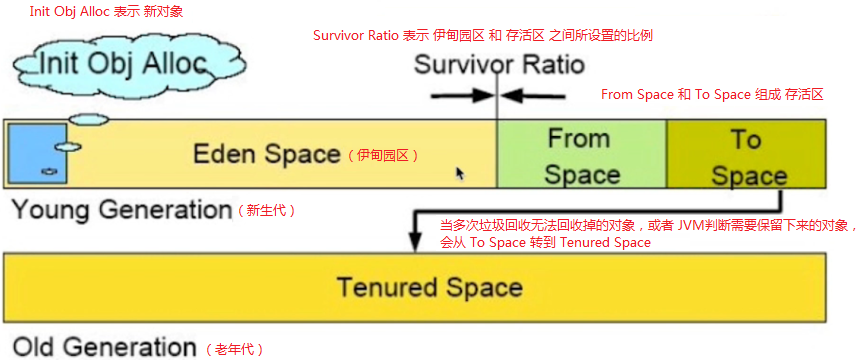 Init Obj Alloc 表示 新对象
Survivor Ratio 表示 伊甸园区 和 存活区 之间所设置的比例
Init Obj Alloc
Survivor Ratio
From Space 和 To Space 组成 存活区
Eden Space（伊甸园区）
From
Space
To
Space
Young Generation（新生代）
当多次垃圾回收无法回收掉的对象，或者 JVM判断需要保留下来的对象，
会从 To Space 转到 Tenured Space
Tenured Space
Old Generation（老年代）